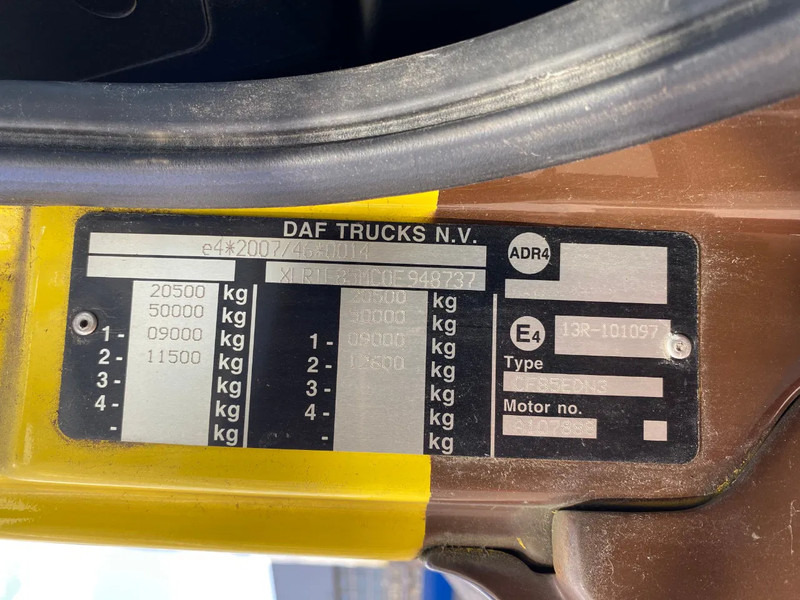 DAF TRUCKS N.V.
e4*2007/46*0014
20500 kg
50000 kg
1 - 09000 kg
2 - 11500 kg
3 - kg
4 - kg
- kg
20500 kg
50000 kg
1 - 09000 kg
2 - 12600 kg
3 - kg
4 - kg
- kg
ADR4
E4 13R-101097
Type
Motor no.